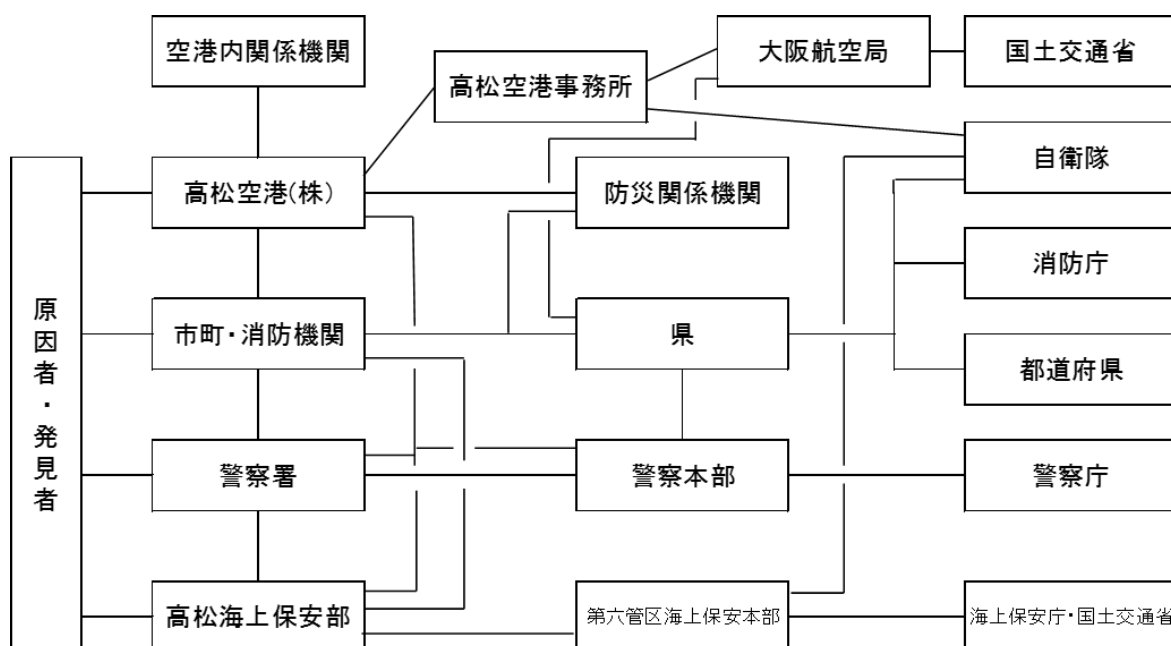 空港内関係機関
大阪航空局
国土交通省
高松空港事務所
自衛隊
高松空港(株)
防災関係機関
消防庁
原因者・発見者
市町・消防機関
県
都道府県
警察署
警察本部
警察庁
高松海上保安部
第六管区海上保安本部
海上保安庁・国土交通省